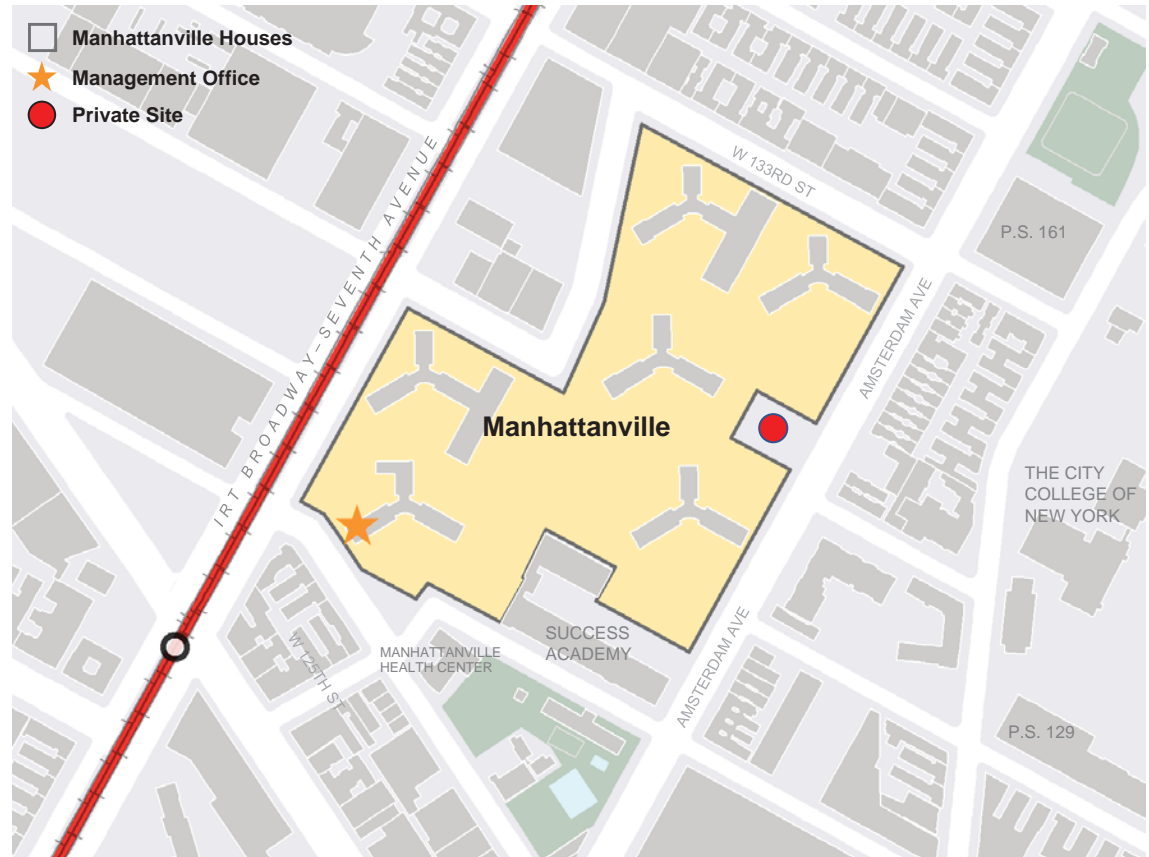 Manhattanville Houses
Management Office
Private Site
IRT BROADWAY–SEVENTH AVENUE
W 133RD ST
P.S. 161
AMSTERDAM AVE
Manhattanville
THE CITY
COLLEGE OF
NEW YORK
SUCCESS
ACADEMY
MANHATTANVILLE
HEALTH CENTER
W 125TH ST
AMSTERDAM AVE
P.S. 129